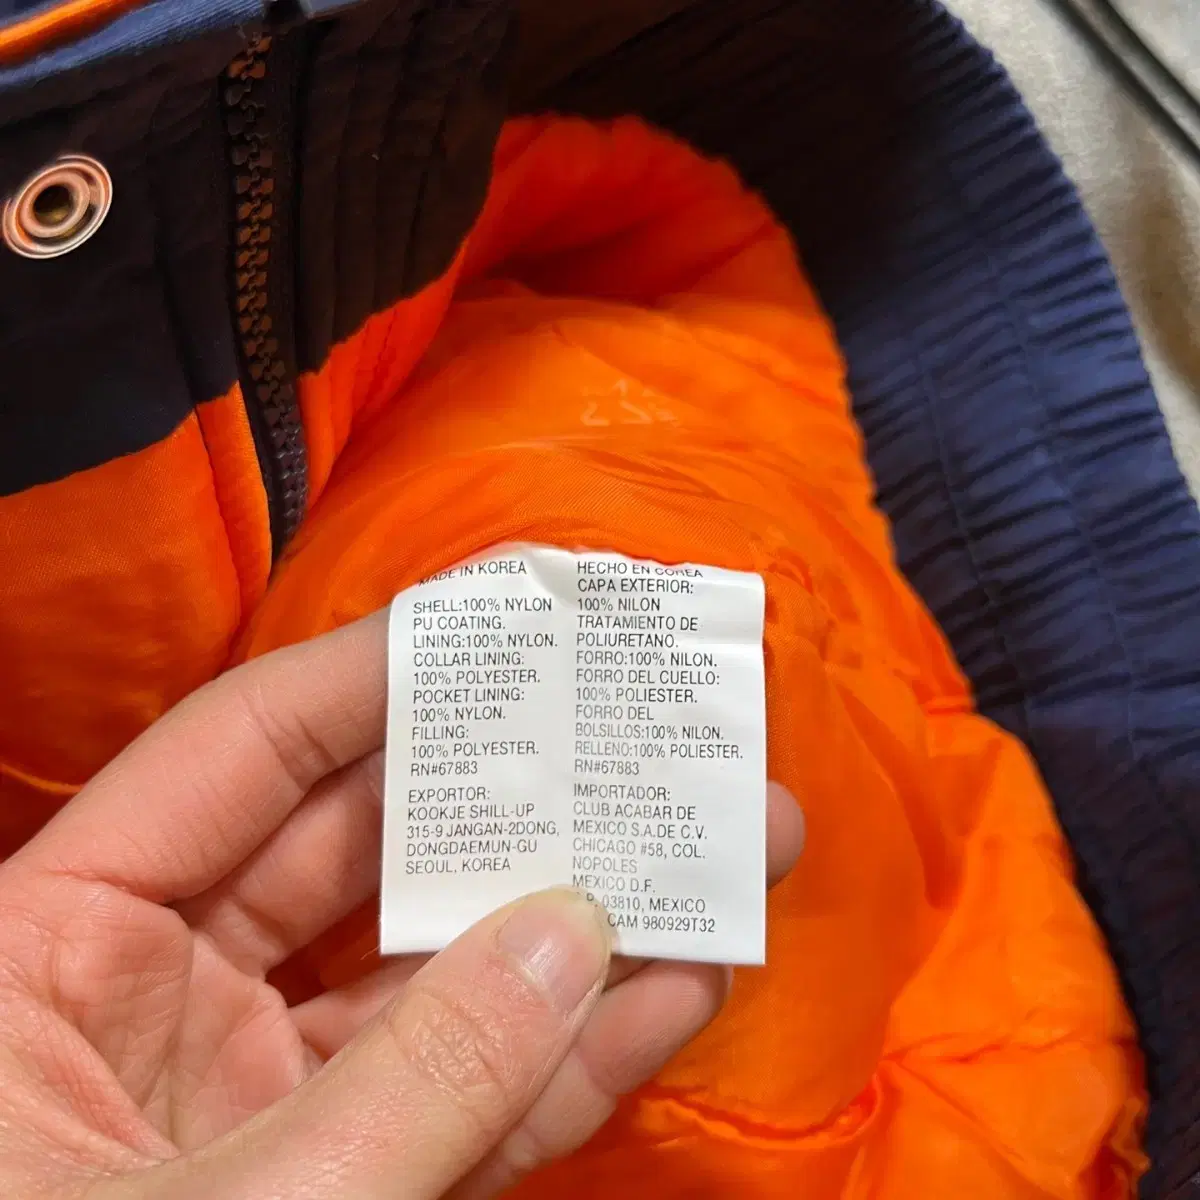 MADE IN KOREA
SHELL:100% NYLON
PU COATING.
LINING:100% NYLON.
COLLAR LINING:
100% POLYESTER.
POCKET LINING:
100% NYLON.
FILLING:
100% POLYESTER.
RN#67883
EXPORTOR:
KOOKJE SHILL-UP
315-9 JANGAN-2DONG,
DONGDAEMUN-GU
SEOUL, KOREA
HECHO EN COREA
CAPA EXTERIOR:
100% NILON
TRATAMIENTO DE
POLIURETANO.
FORRO:100% NILON.
FORRO DEL CUELLO:
100% POLIESTER.
FORRO DEL
BOLSILLOS:100% NILON.
RELLENO:100% POLIESTER.
RN#67883
IMPORTADOR:
CLUB ACABAR DE
MEXICO S.A.DE C.V.
CHICAGO #58, COL.
NOPOLES
MEXICO D.F.
03810, MEXICO
CAM 980929T32